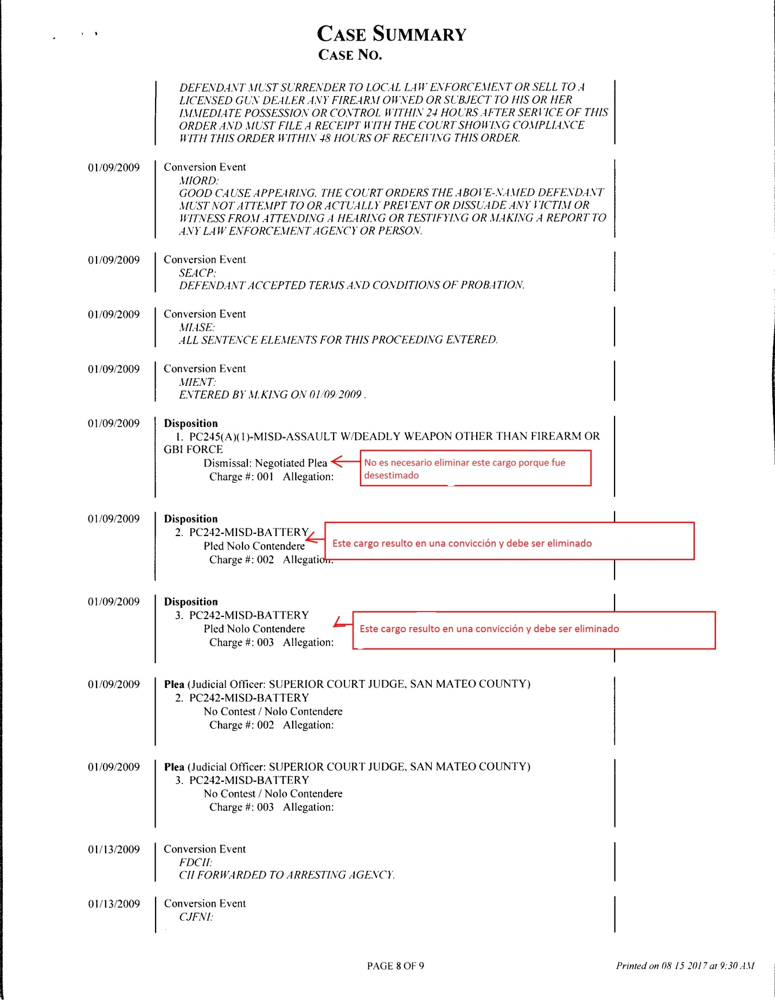 CASE SUMMARY
CASE NO.
DEFENDANT MUST SURRENDER TO LOCAL LAW ENFORCEMENT OR SELL TO A
LICENSED GUN DEALER ANY FIREARM OWNED OR SUBJECT TO HIS OR HER
IMMEDIATE POSSESSION OR CONTROL WITHIN 24 HOURS AFTER SERVICE OF THIS
ORDER AND MUST FILE A RECEIPT WITH THE COURT SHOWING COMPLIANCE
WITH THIS ORDER WITHIN 48 HOURS OF RECEIVING THIS ORDER.
01/09/2009 Conversion Event
MIORD:
GOOD CAUSE APPEARING, THE COURT ORDERS THE ABOVE-NAMED DEFENDANT
MUST NOT ATTEMPT TO OR ACTUALLY PREVENT OR DISSUADE ANY VICTIM OR
WITNESS FROM ATTENDING A HEARING OR TESTIFYING OR MAKING A REPORT TO
ANY LAW ENFORCEMENT AGENCY OR PERSON.
01/09/2009 Conversion Event
SEACP:
DEFENDANT ACCEPTED TERMS AND CONDITIONS OF PROBATION.
01/09/2009 Conversion Event
MIASE:
ALL SENTENCE ELEMENTS FOR THIS PROCEEDING ENTERED.
01/09/2009 Conversion Event
MIENT:
ENTERED BY M.KING ON 01/09/2009 .
01/09/2009 Disposition
1. PC245(A)(1)-MISD-ASSAULT W/DEADLY WEAPON OTHER THAN FIREARM OR
GBI FORCE
Dismissal: Negotiated Plea
Charge #: 001 Allegation:
No es necesario eliminar este cargo porque fue
desestimado
01/09/2009 Disposition
2. PC242-MISD-BATTERY
Pled Nolo Contendere
Charge #: 002 Allegation:
Este cargo resulto en una convicción y debe ser eliminado
01/09/2009 Disposition
3. PC242-MISD-BATTERY
Pled Nolo Contendere
Charge #: 003 Allegation:
Este cargo resulto en una convicción y debe ser eliminado
01/09/2009 Plea (Judicial Officer: SUPERIOR COURT JUDGE, SAN MATEO COUNTY)
2. PC242-MISD-BATTERY
No Contest / Nolo Contendere
Charge #: 002 Allegation:
01/09/2009 Plea (Judicial Officer: SUPERIOR COURT JUDGE, SAN MATEO COUNTY)
3. PC242-MISD-BATTERY
No Contest / Nolo Contendere
Charge #: 003 Allegation:
01/13/2009 Conversion Event
FDCII:
CII FORWARDED TO ARRESTING AGENCY.
01/13/2009 Conversion Event
CJFNI:
PAGE 8 OF 9
Printed on 08 15 2017 at 9:30 AM